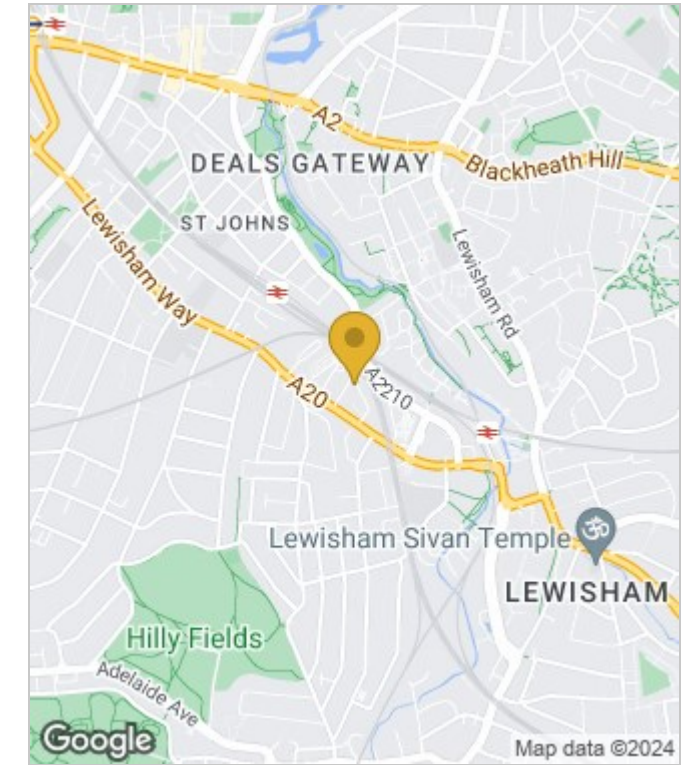 A2
DEALS GATEWAY
Blackheath Hill
ST JOHNS
Lewisham Way
Lewisham Rd
A20
A2210
Lewisham Sivan Temple
ॐ
LEWISHAM
Hilly Fields
Adelaide Ave
Google
Map data ©2024